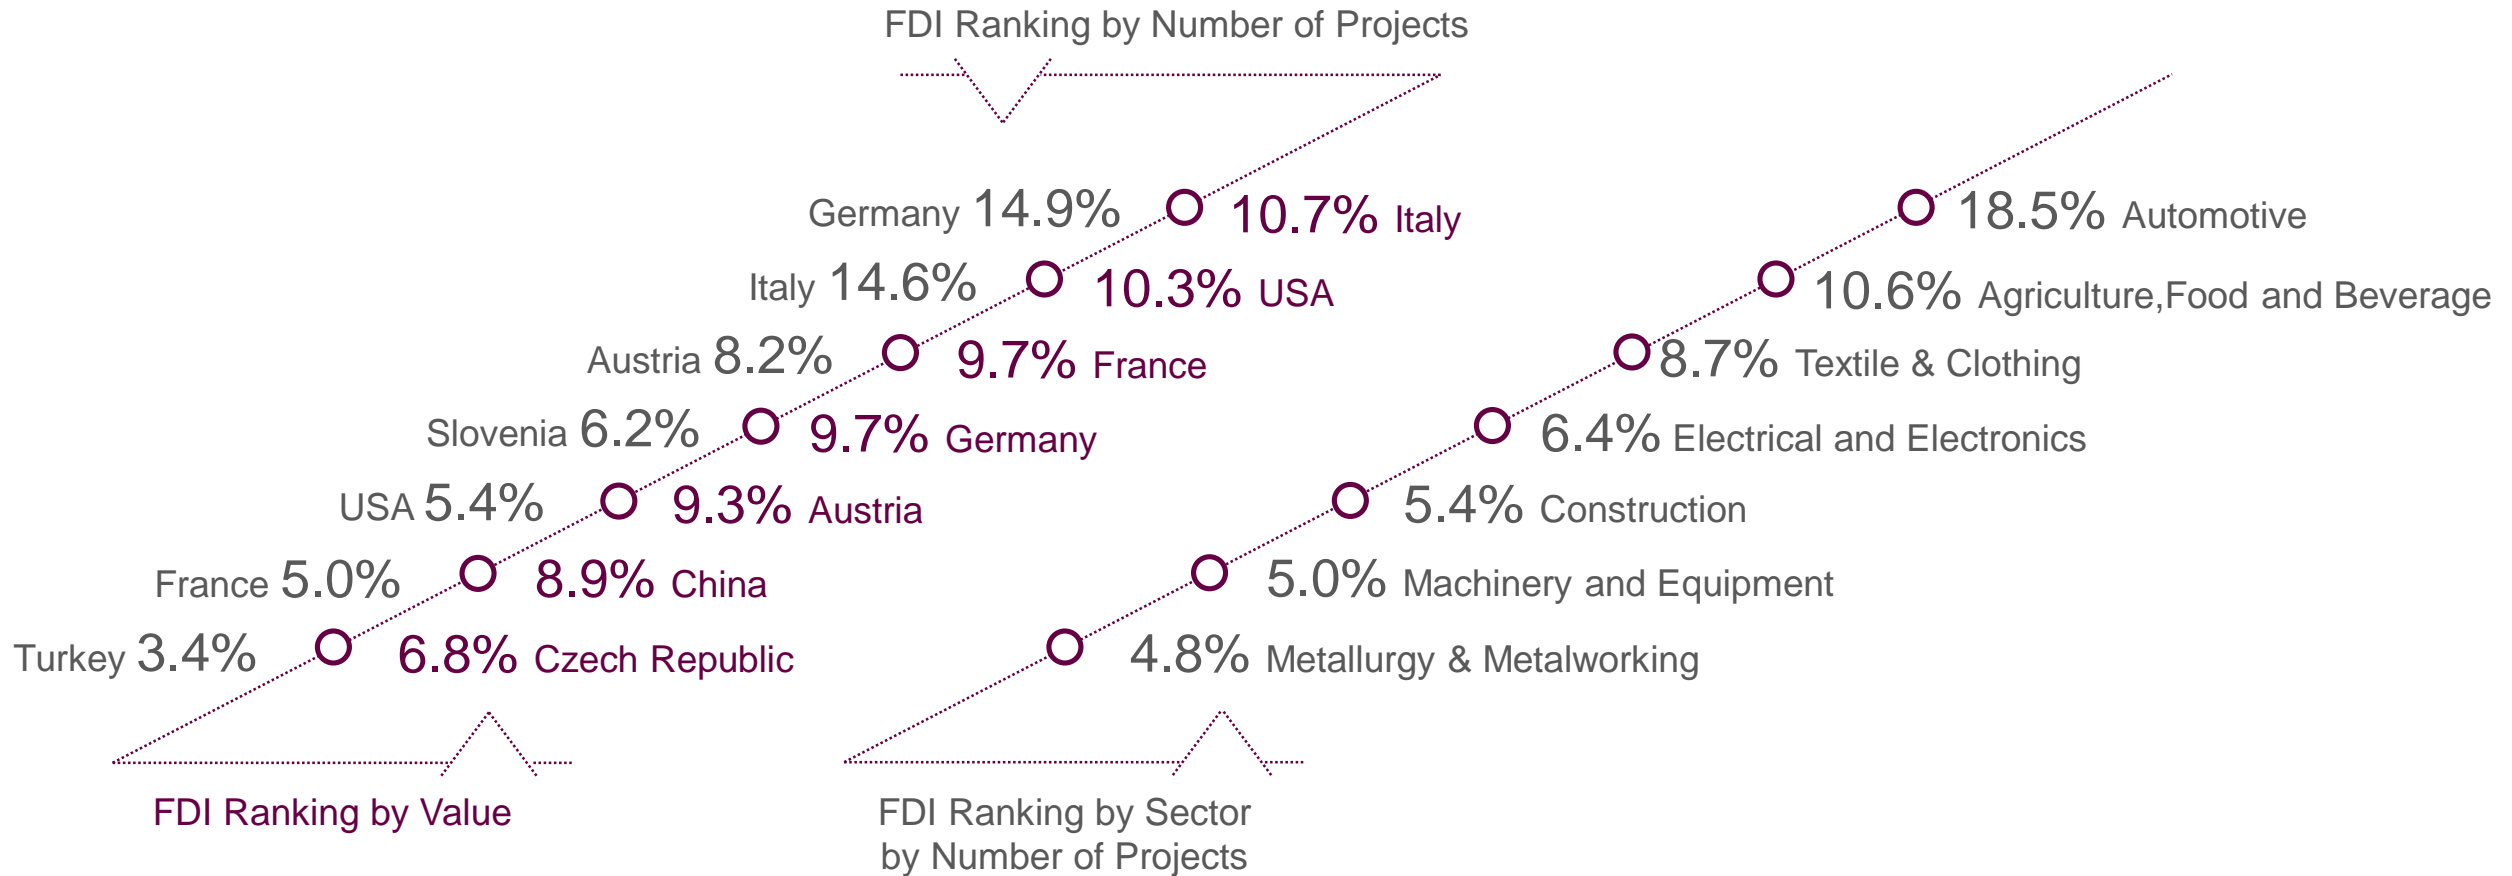 FDI Ranking by Number of Projects
Germany 14.9%
Italy 14.6%
Austria 8.2%
Slovenia 6.2%
USA 5.4%
France 5.0%
Turkey 3.4%
10.7% Italy
10.3% USA
9.7% France
9.7% Germany
9.3% Austria
8.9% China
6.8% Czech Republic
FDI Ranking by Value
18.5% Automotive
10.6% Agriculture,Food and Beverage
8.7% Textile & Clothing
6.4% Electrical and Electronics
5.4% Construction
5.0% Machinery and Equipment
4.8% Metallurgy & Metalworking
FDI Ranking by Sector
by Number of Projects